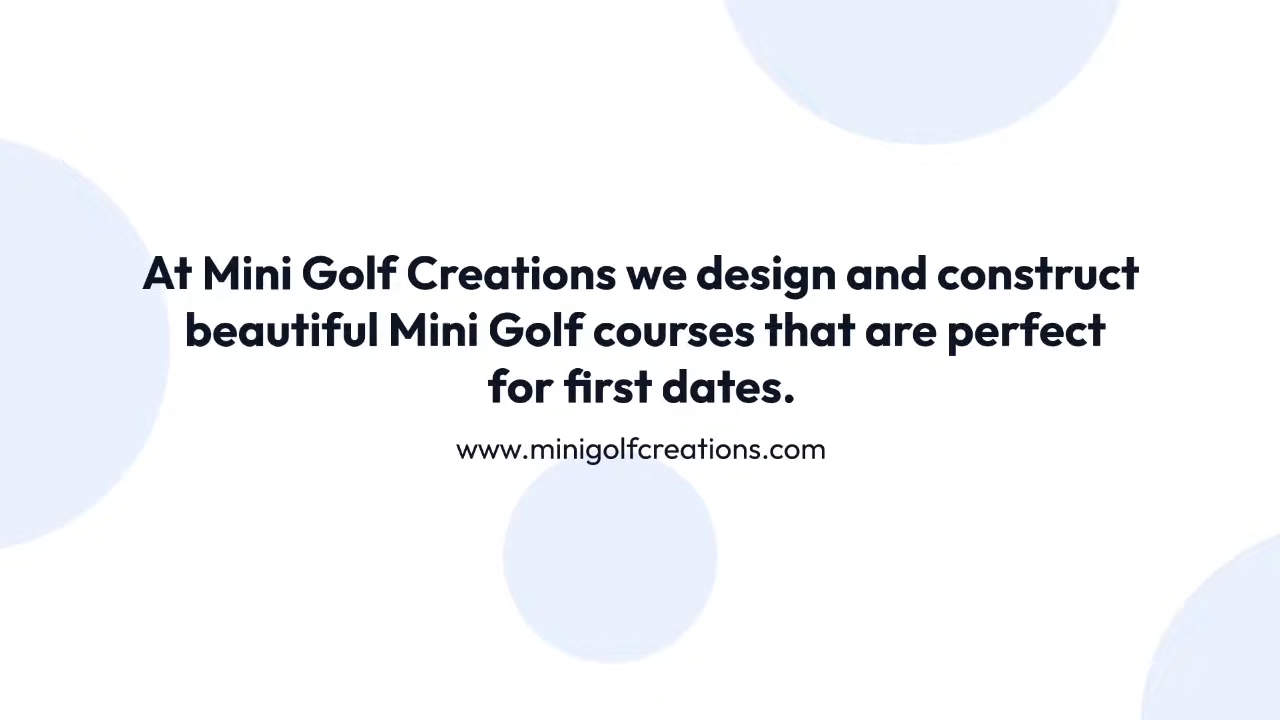 At Mini Golf Creations we design and construct
beautiful Mini Golf courses that are perfect
for first dates.
www.minigolfcreations.com